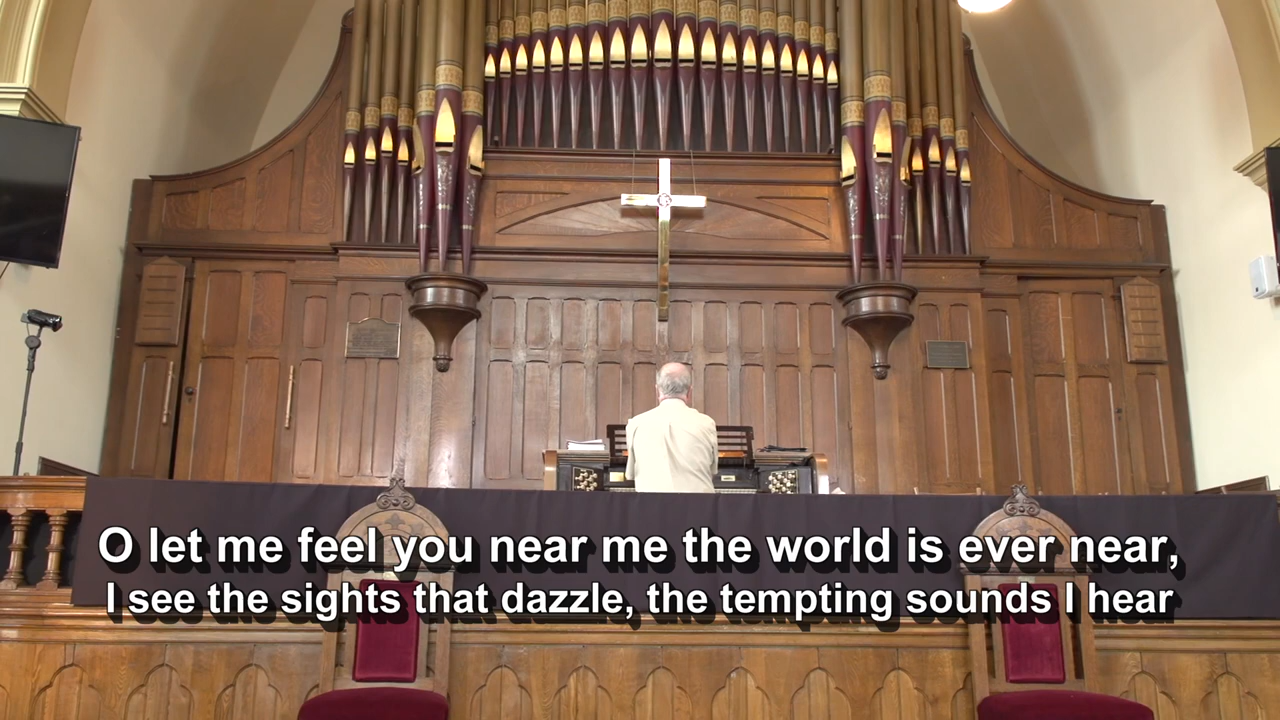 O let me feel you near me the world is ever near,
I see the sights that dazzle, the tempting sounds I hear